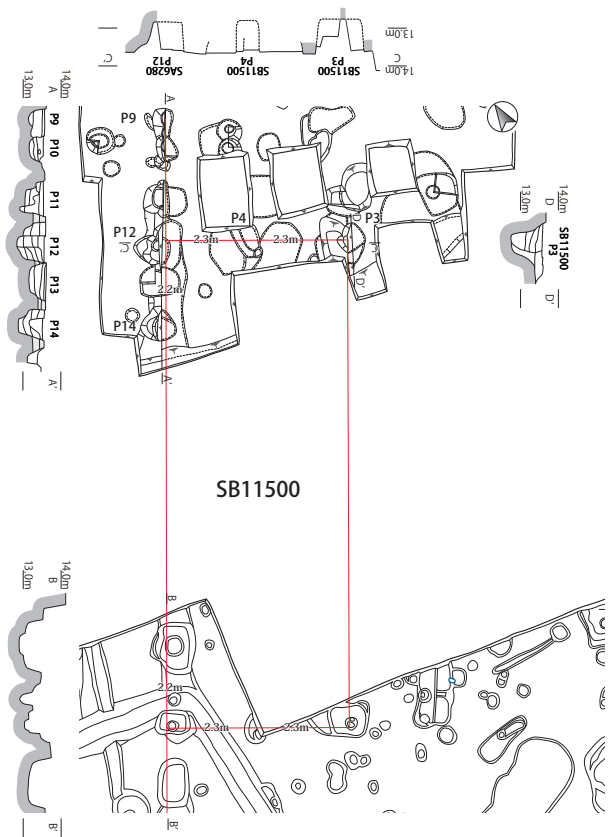 13.0m
C
14.0m
C'
SA6280
P12
SB11500
P4
SB11500
P3
13.0m
14.0m
A
P9
P10
P11
P12
P13
P14
A'
A
P9
P12
C'
P4
P3
D
C
D'
2.3m
2.3m
2.2m
P14
A'
13.0m
14.0m
D
SB11500
P3
D'
SB11500
13.0m
14.0m
B
B'
B
2.2m
2.3m
2.3m
B'